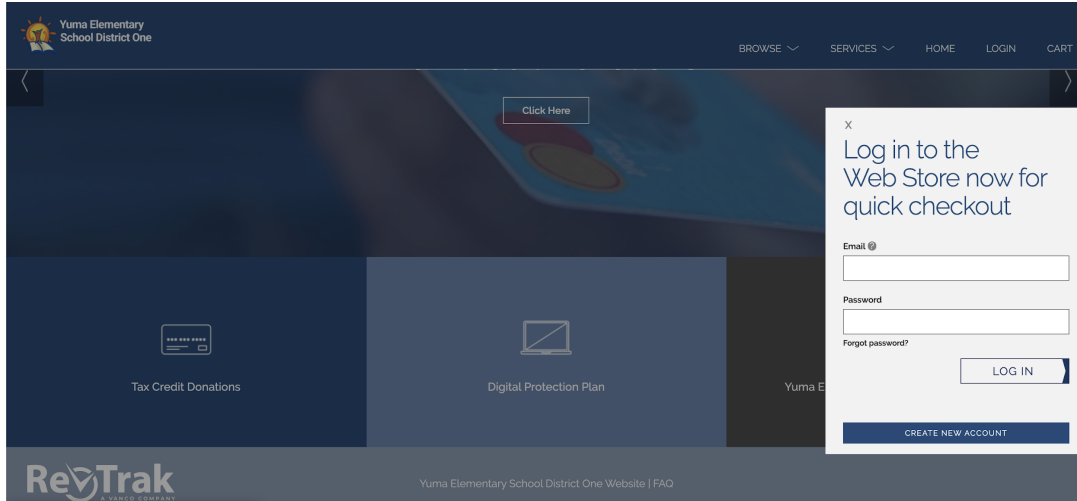 Yuma Elementary
School District One
BROWSE SERVICES HOME LOGIN CART
Click Here
X
Log in to the
Web Store now for
quick checkout
Email ?
Password
Forgot password?
LOG IN
CREATE NEW ACCOUNT
Tax Credit Donations
Digital Protection Plan
Yuma E
RevTrak
A VANCO COMPANY
Yuma Elementary School District One Website | FAQ